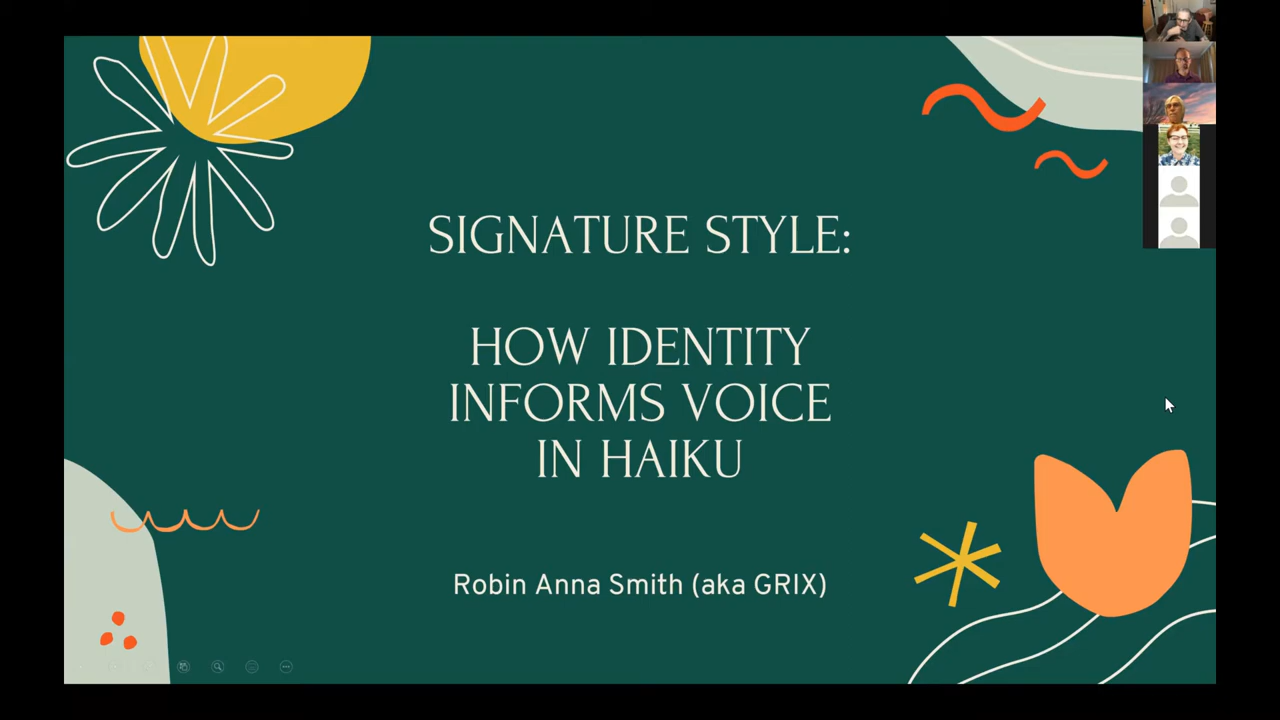 SIGNATURE STYLE:
HOW IDENTITY
INFORMS VOICE
IN HAIKU
Robin Anna Smith (aka GRIX)